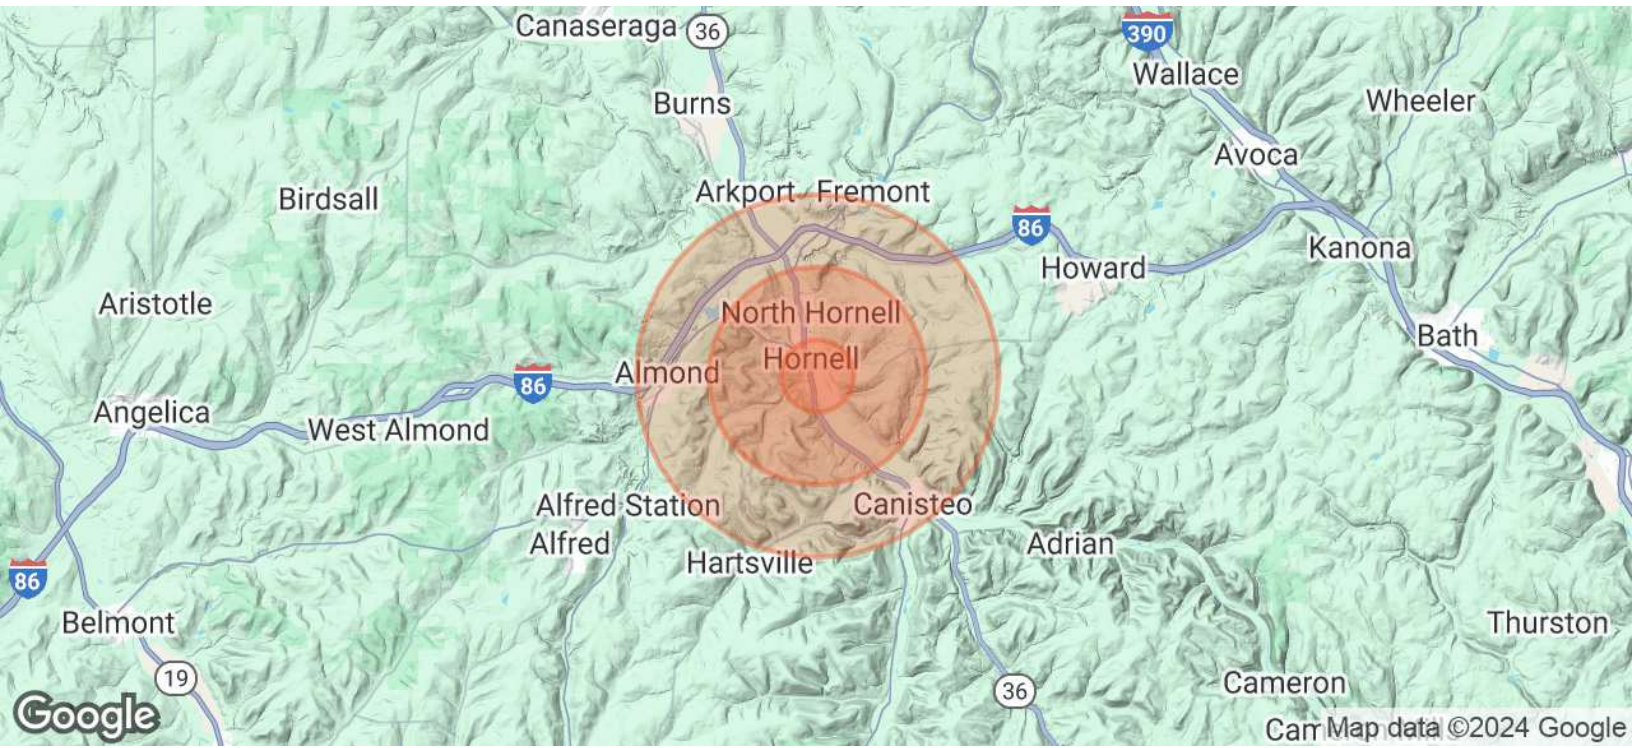 Canaseraga
36
390
Wallace
Burns
Wheeler
Avoca
Birdsall
Arkport
Fremont
86
Kanona
Howard
Aristotle
North Hornell
Bath
Hornell
Almond
86
Angelica
West Almond
Alfred Station
Canisteo
Alfred
Adrian
Hartsville
86
Belmont
Thurston
19
Cameron
36
Google
Cam
Map data ©2024 Google